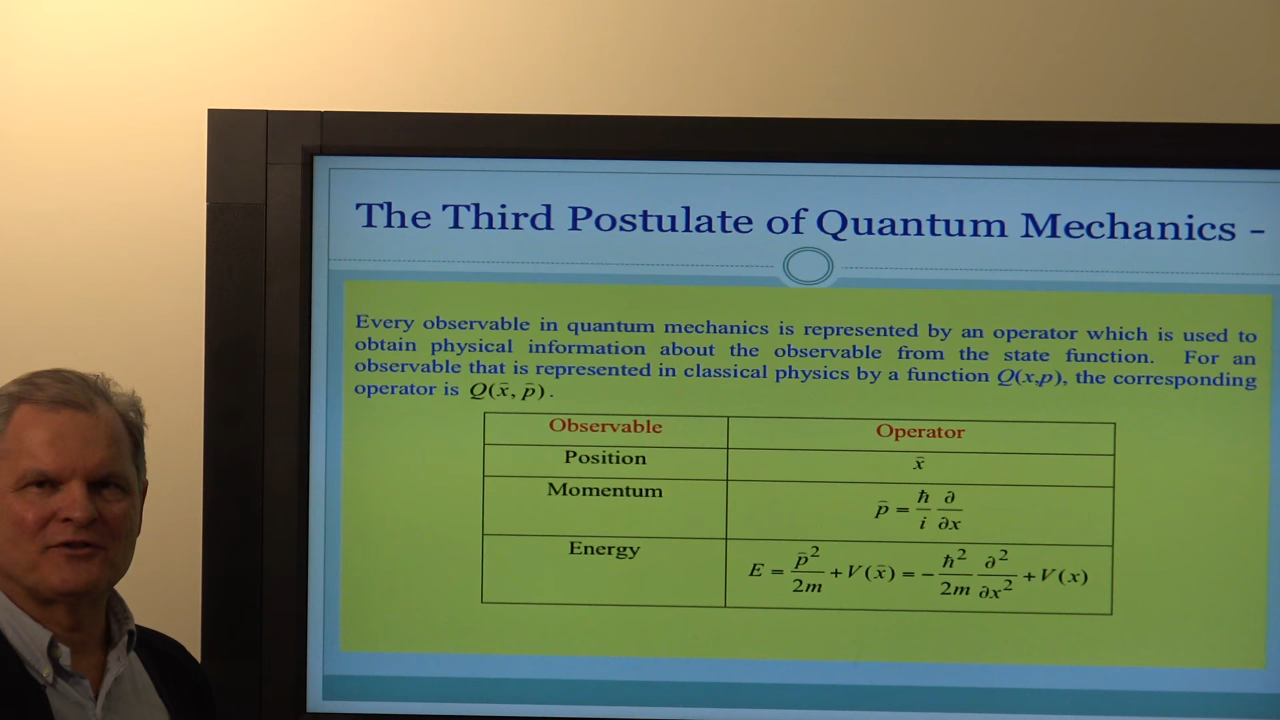 The Third Postulate of Quantum Mechanics -
Every observable in quantum mechanics is represented by an operator which is used to
obtain physical information about the observable from the state function. For an
observable that is represented in classical physics by a function Q(x,p), the corresponding
operator is Q(x̄, p̄).
Observable Operator
Position x̄
Momentum p̄ = ħ/i ∂/∂x
Energy E = p̄²/2m + V(x̄) = − ħ²/2m ∂²/∂x² + V(x)